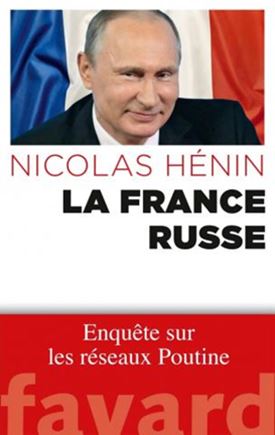 NICOLAS HÉNIN
LA FRANCE
RUSSE
Enquête sur
les réseaux Poutine
fayard